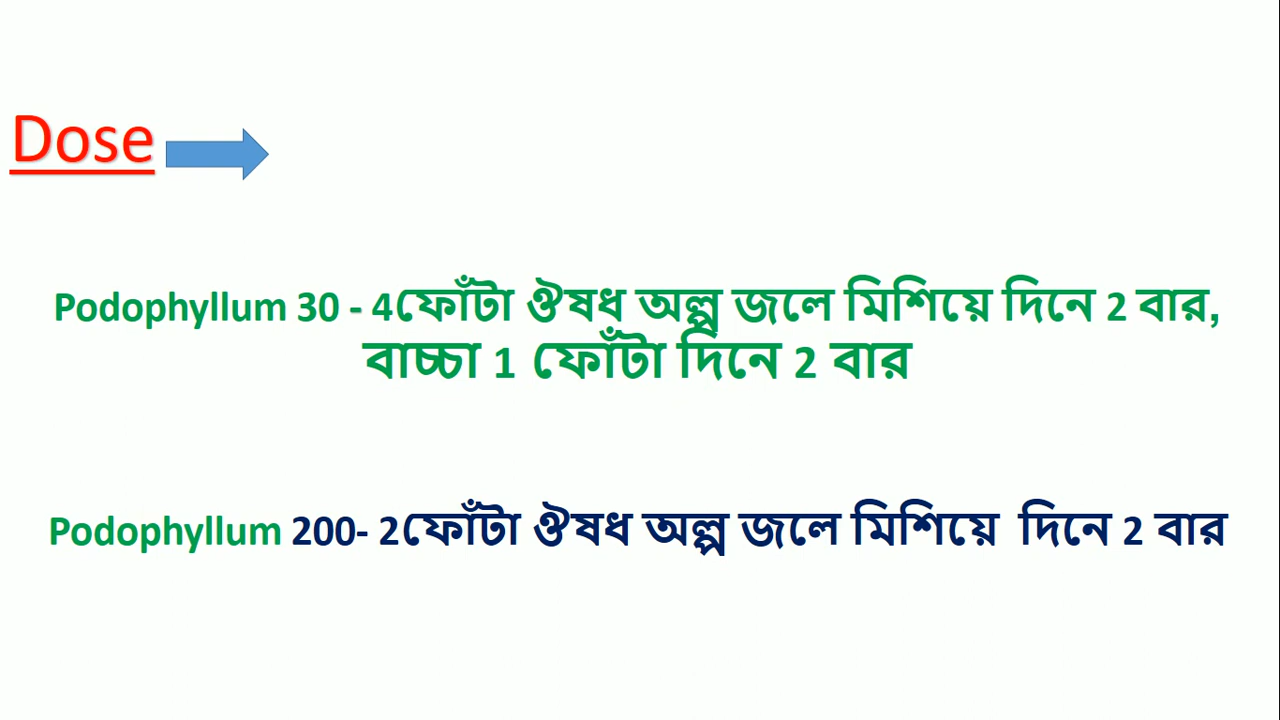 Dose
Podophyllum 30 - 4ফোঁটা ঔষধ অল্প জলে মিশিয়ে দিনে 2 বার,
বাচ্চা 1 ফোঁটা দিনে 2 বার
Podophyllum 200- 2ফোঁটা ঔষধ অল্প জলে মিশিয়ে দিনে 2 বার